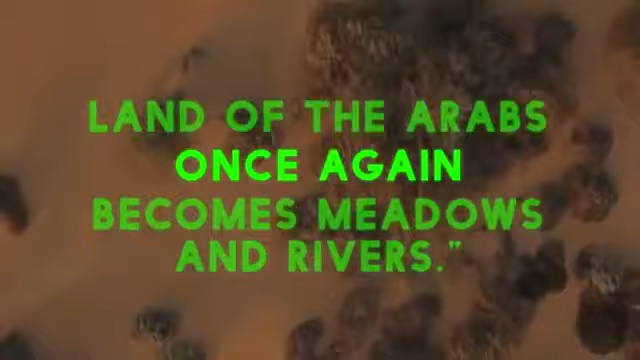 LAND OF THE ARABS
ONCE AGAIN
BECOMES MEADOWS
AND RIVERS."